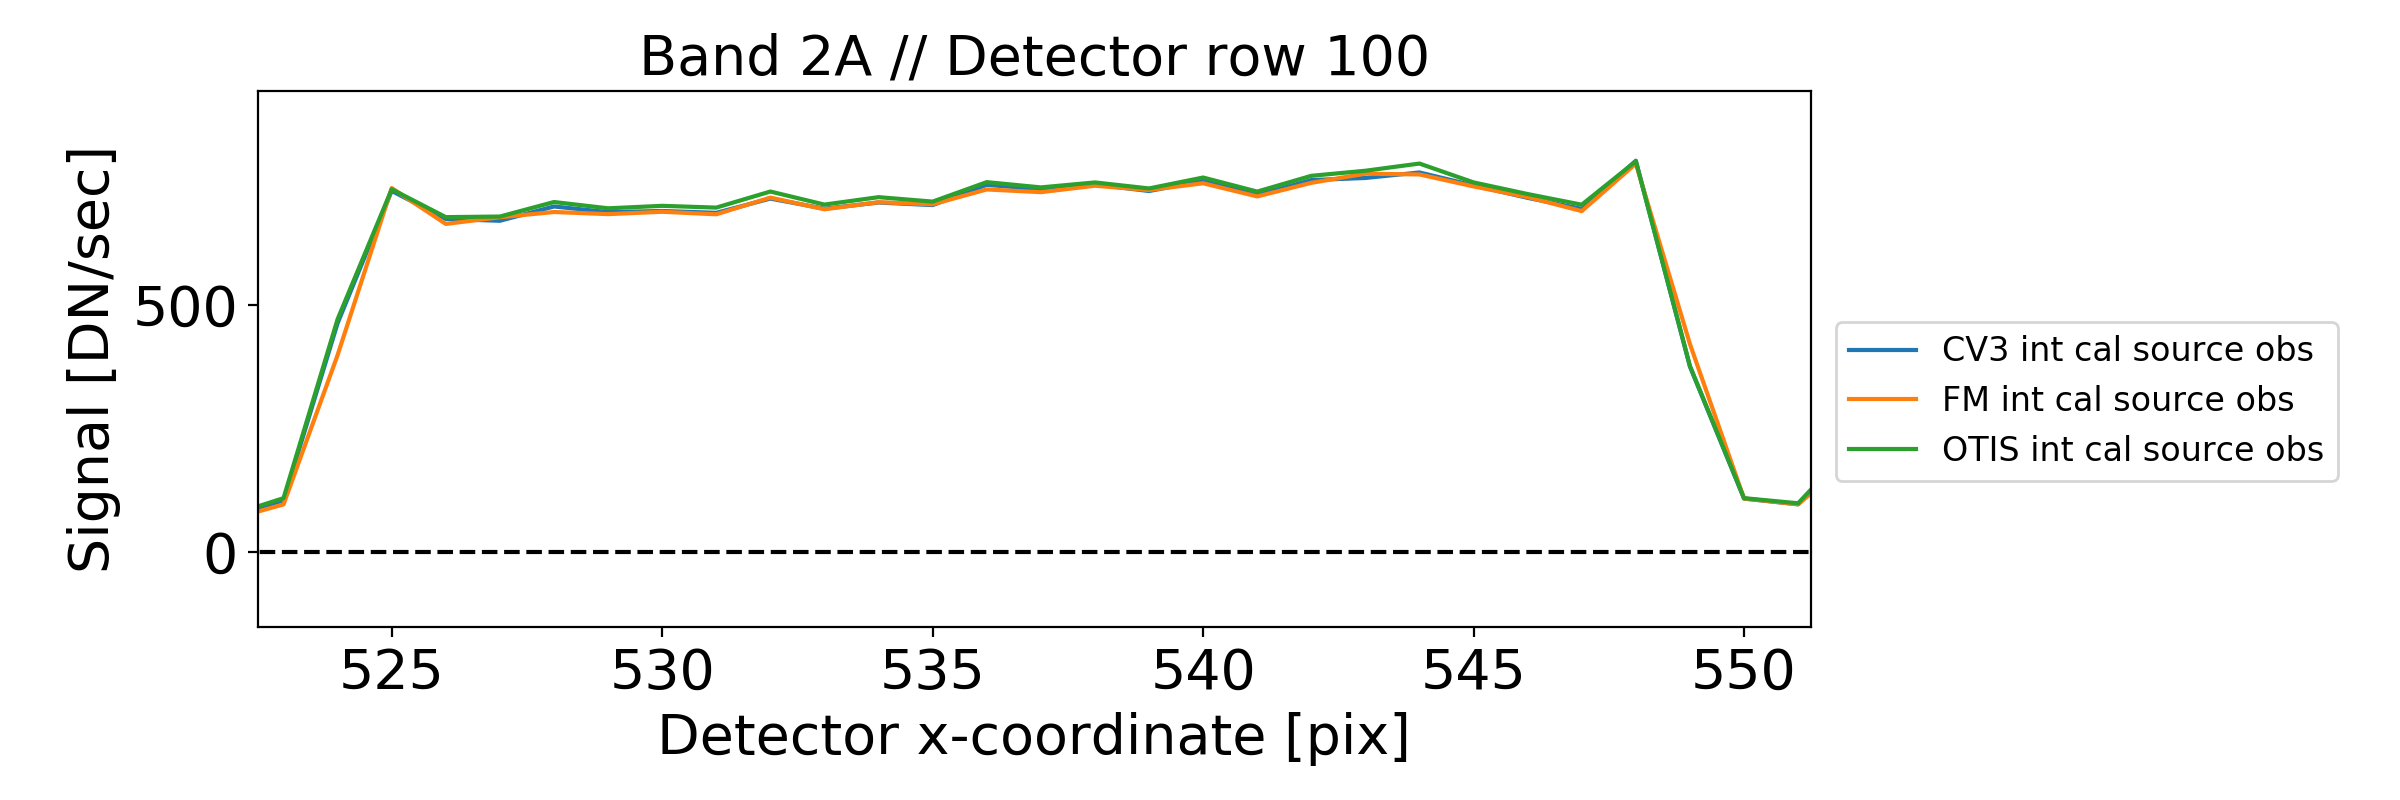 Band 2A // Detector row 100
Signal [DN/sec]
500
0
525 530 535 540 545 550
Detector x-coordinate [pix]
CV3 int cal source obs
FM int cal source obs
OTIS int cal source obs